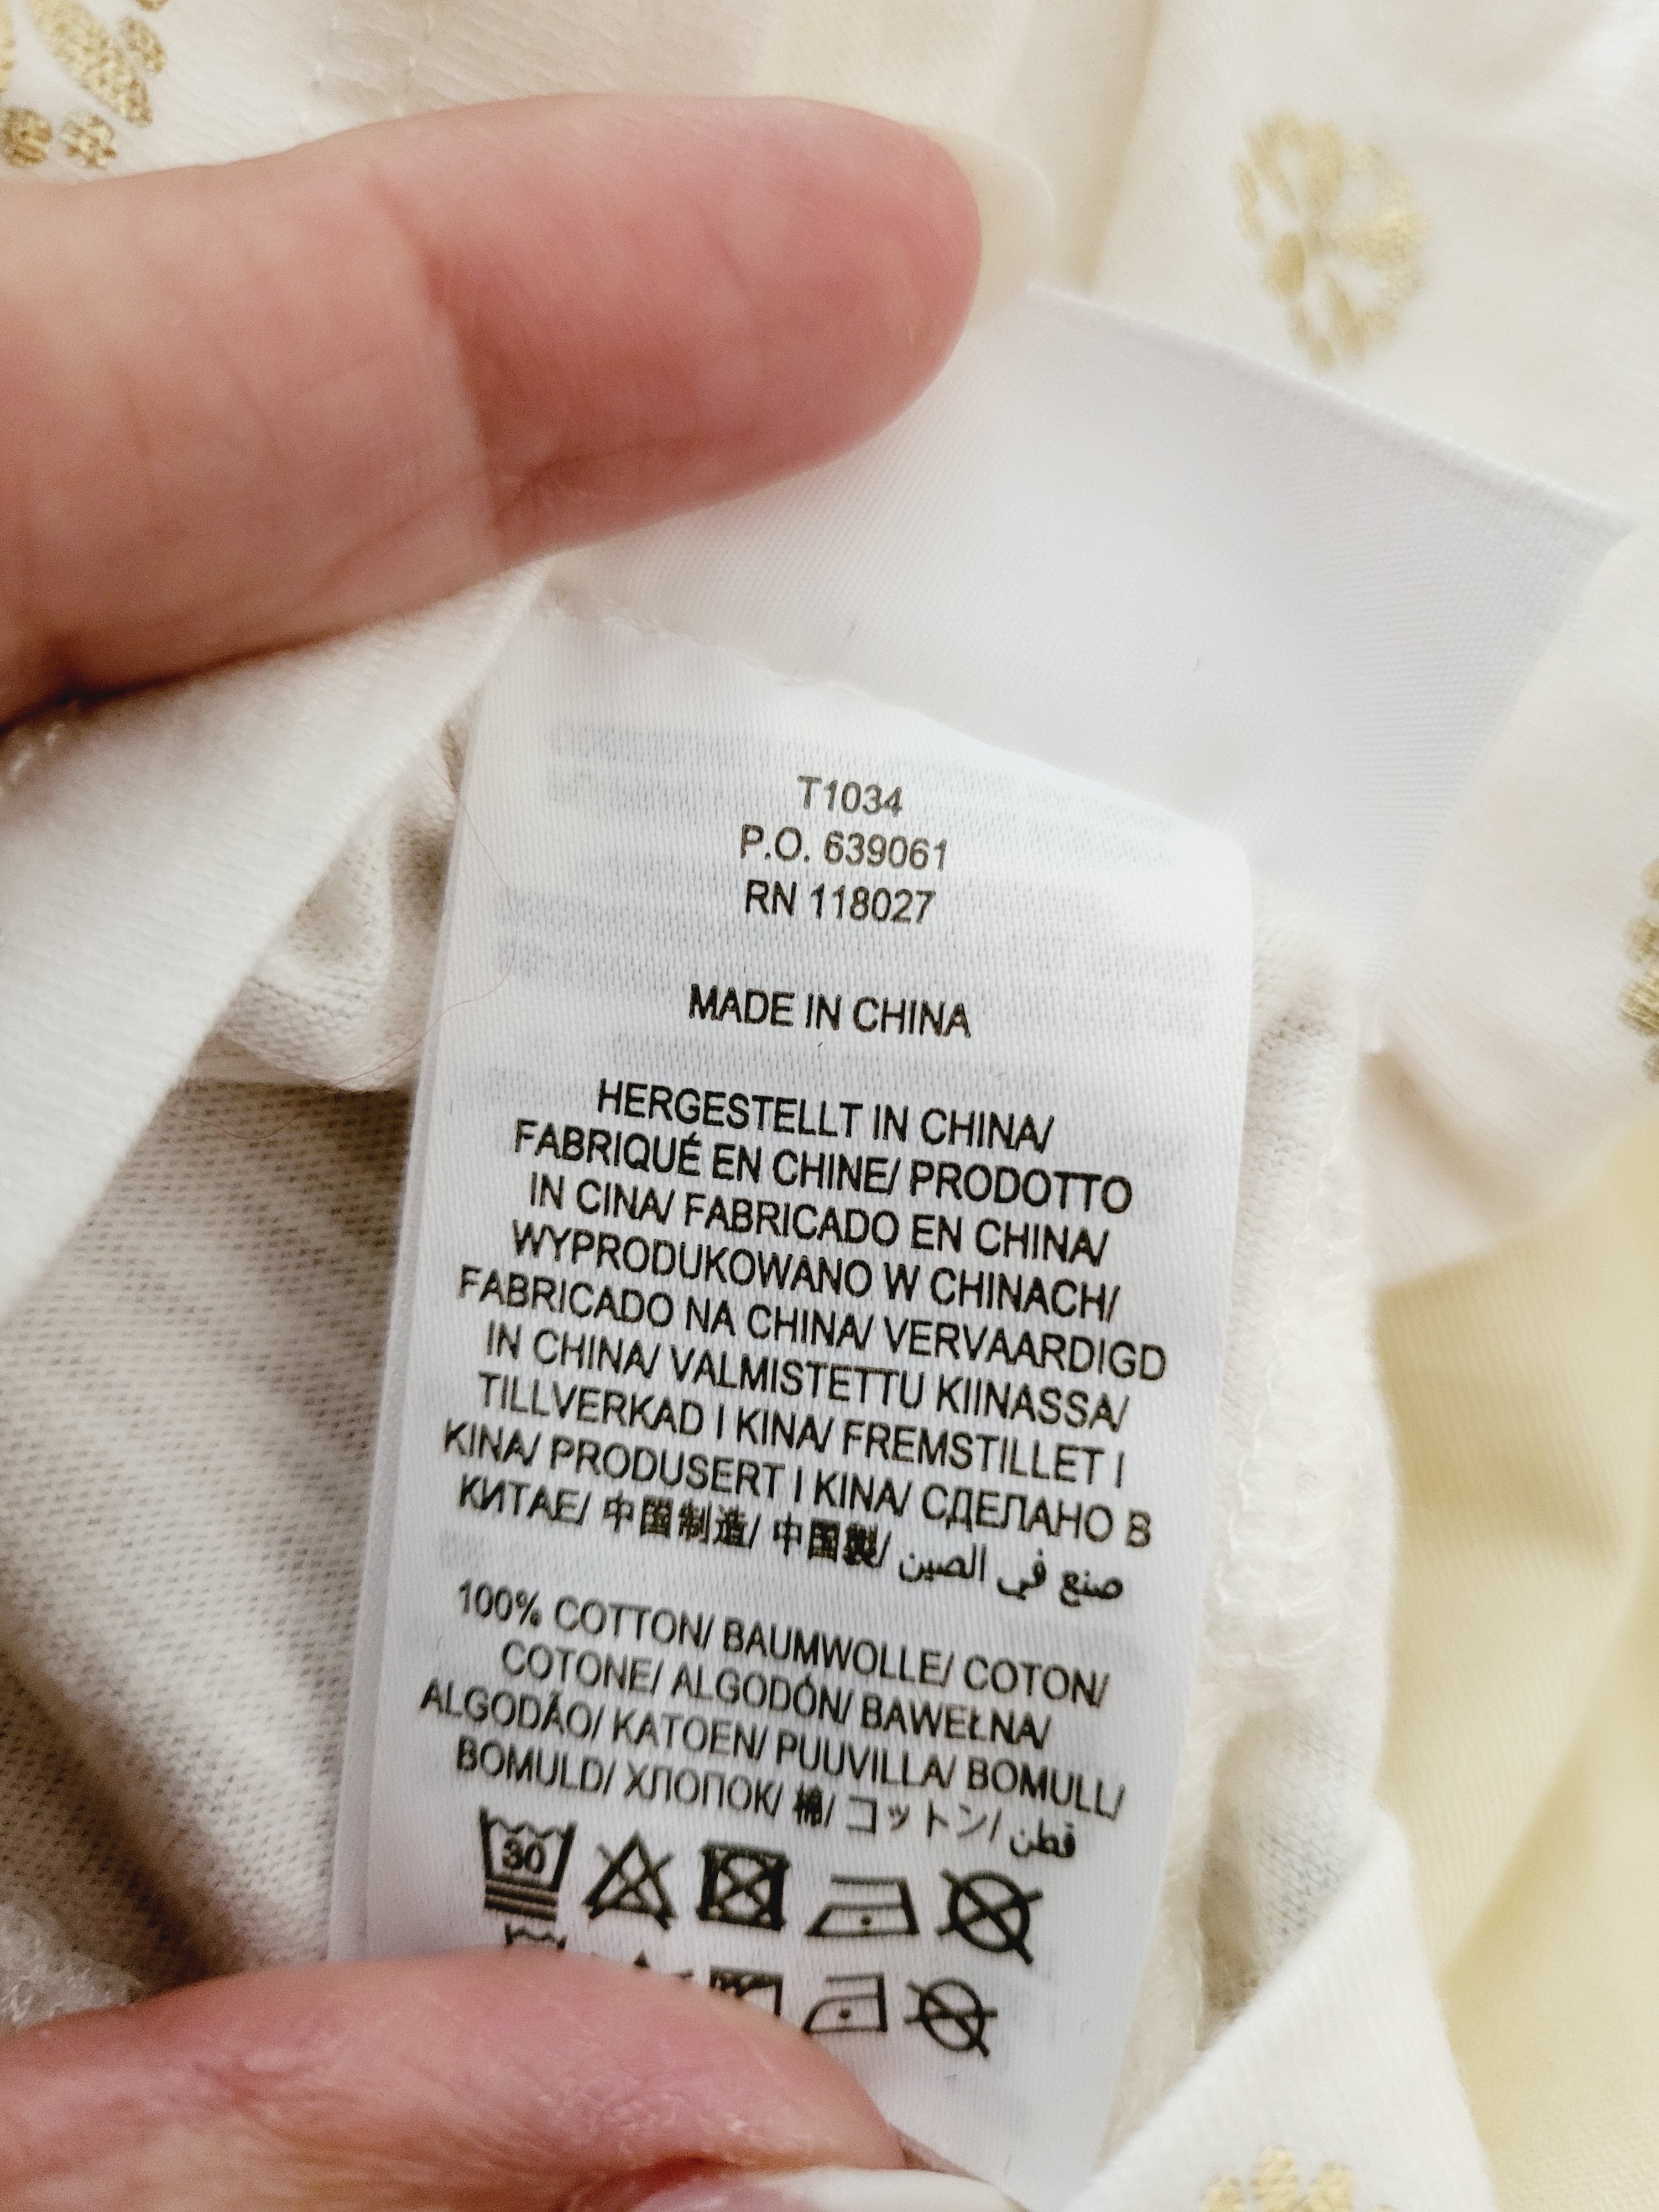 T1034
P.O. 639061
RN 118027
MADE IN CHINA
HERGESTELLT IN CHINA/
FABRIQUÉ EN CHINE/ PRODOTTO
IN CINA/ FABRICADO EN CHINA/
WYPRODUKOWANO W CHINACH/
FABRICADO NA CHINA/ VERVAARDIGD
IN CHINA/ VALMISTETTU KIINASSA/
TILLVERKAD I KINA/ FREMSTILLET I
KINA/ PRODUSERT I KINA/ СДЕЛАНО В
КИТАЕ/ 中国制造/ 中国製/ صنع في الصين
100% COTTON/ BAUMWOLLE/ COTON/
COTONE/ ALGODÓN/ BAWEŁNA/
ALGODÃO/ KATOEN/ PUUVILLA/ BOMULL/
BOMULD/ ХЛОПОК/ 棉/ コットン/ قطن
30